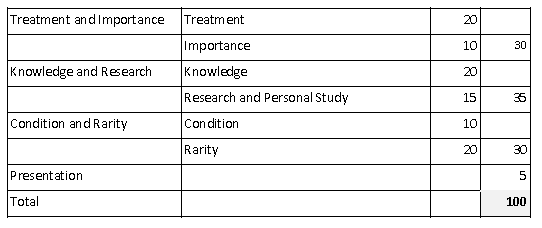 Treatment and Importance Treatment 20
Importance 10 30
Knowledge and Research Knowledge 20
Research and Personal Study 15 35
Condition and Rarity Condition 10
Rarity 20 30
Presentation 5
Total 100